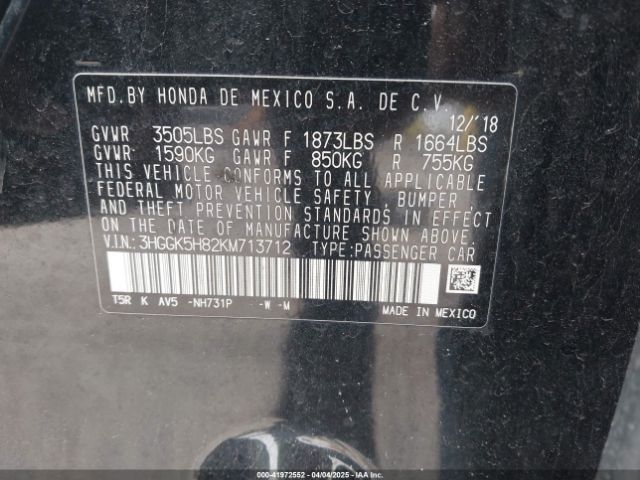 MFD. BY HONDA DE MEXICO S.A. DE C.V.
12/'18
GVWR 3505LBS GAWR F 1873LBS R 1664LBS
GVWR 1590KG GAWR F 850KG R 755KG
THIS VEHICLE CONFORMS TO ALL APPLICABLE
FEDERAL MOTOR VEHICLE SAFETY, BUMPER
AND THEFT PREVENTION STANDARDS IN EFFECT
ON THE DATE OF MANUFACTURE SHOWN ABOVE.
V.I.N.: 3HGGK5H82KM713712 TYPE: PASSENGER CAR
T5R K AV5 -NH731P -W -M
MADE IN MEXICO
000-41972552 - 04/04/2025 - IAA Inc.